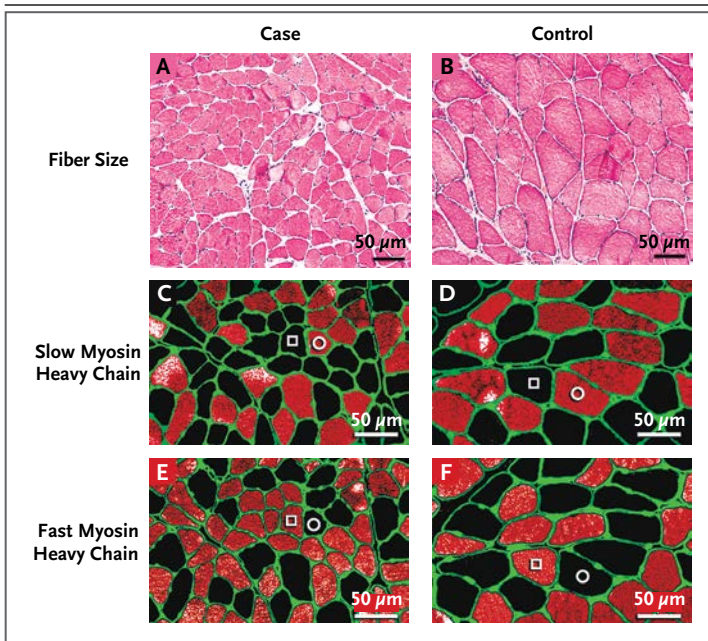 Case Control
A B
Fiber Size
50 µm 50 µm
C D
Slow Myosin
Heavy Chain
50 µm 50 µm
E F
Fast Myosin
Heavy Chain
50 µm 50 µm